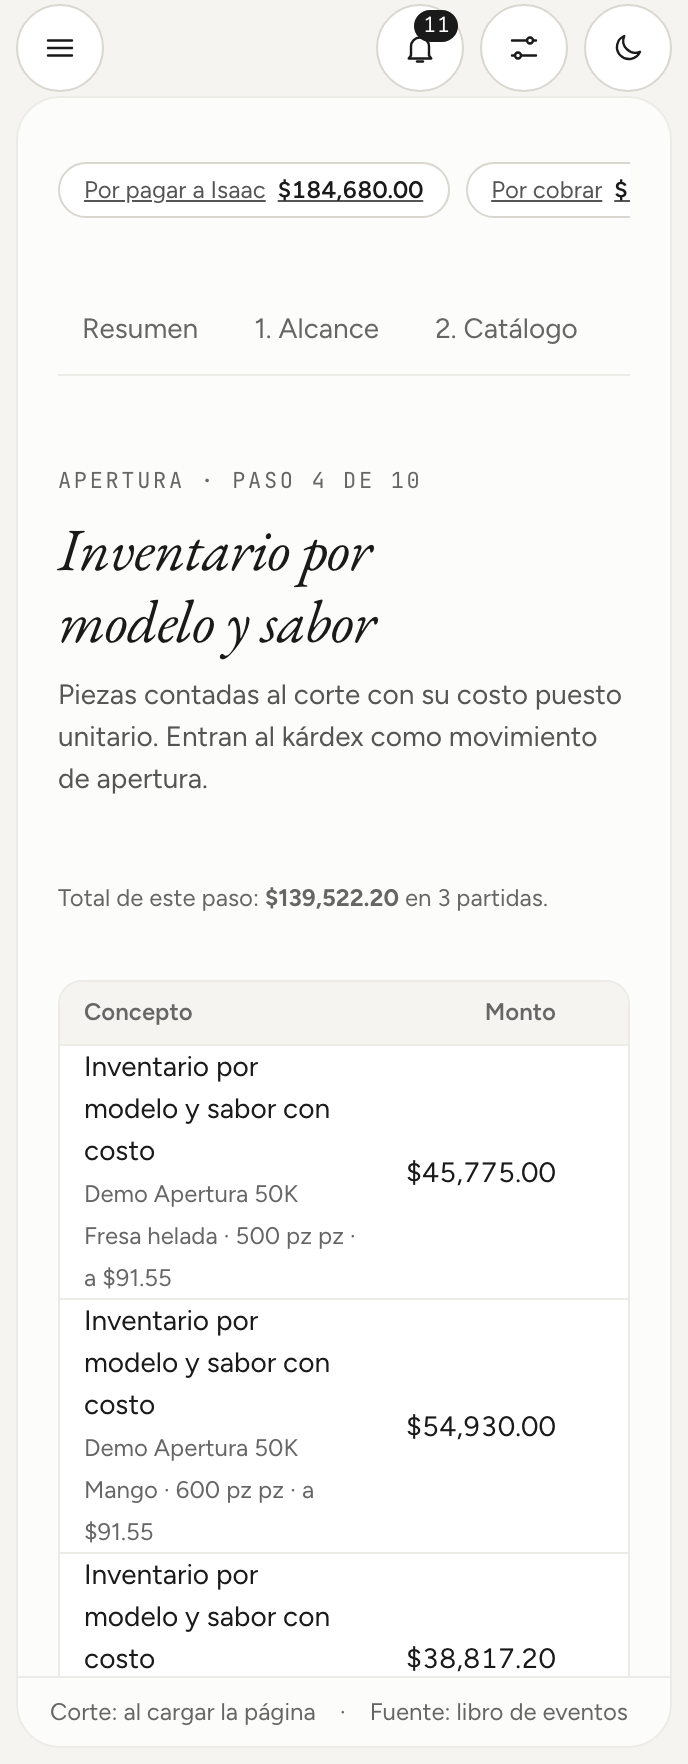 11
Por pagar a Isaac $184,680.00 Por cobrar $
Resumen 1. Alcance 2. Catálogo
APERTURA · PASO 4 DE 10
Inventario por
modelo y sabor
Piezas contadas al corte con su costo puesto
unitario. Entran al kárdex como movimiento
de apertura.
Total de este paso: $139,522.20 en 3 partidas.
Concepto Monto
Inventario por
modelo y sabor con
costo
Demo Apertura 50K
Fresa helada · 500 pz pz ·
a $91.55
$45,775.00
Inventario por
modelo y sabor con
costo
Demo Apertura 50K
Mango · 600 pz pz · a
$91.55
$54,930.00
Inventario por
modelo y sabor con
costo
$38,817.20
Corte: al cargar la página · Fuente: libro de eventos